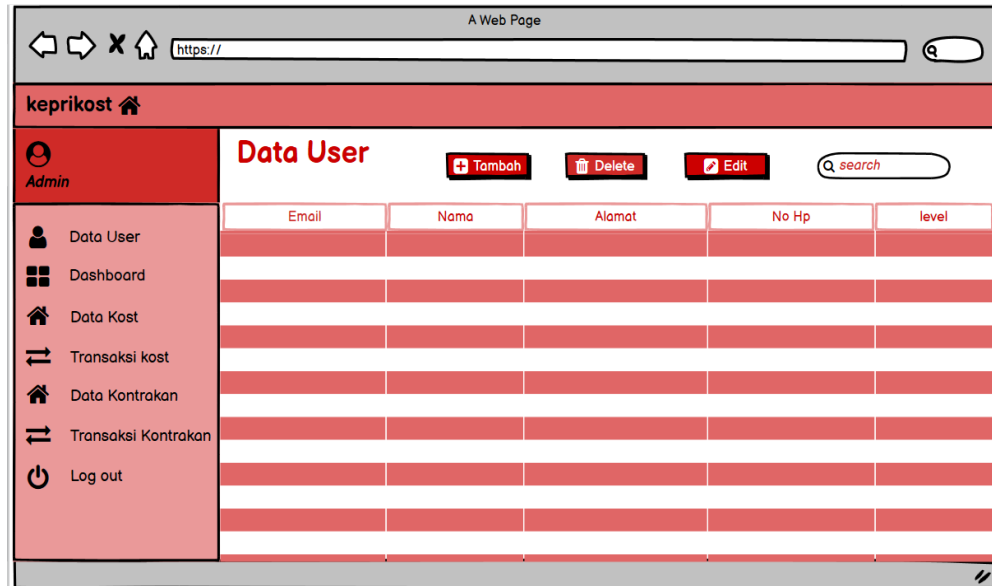 A Web Page
https://
keprikost
Admin
Data User
Tambah
Delete
Edit
search
Email Nama Alamat No Hp level
Data User
Dashboard
Data Kost
Transaksi kost
Data Kontrakan
Transaksi Kontrakan
Log out